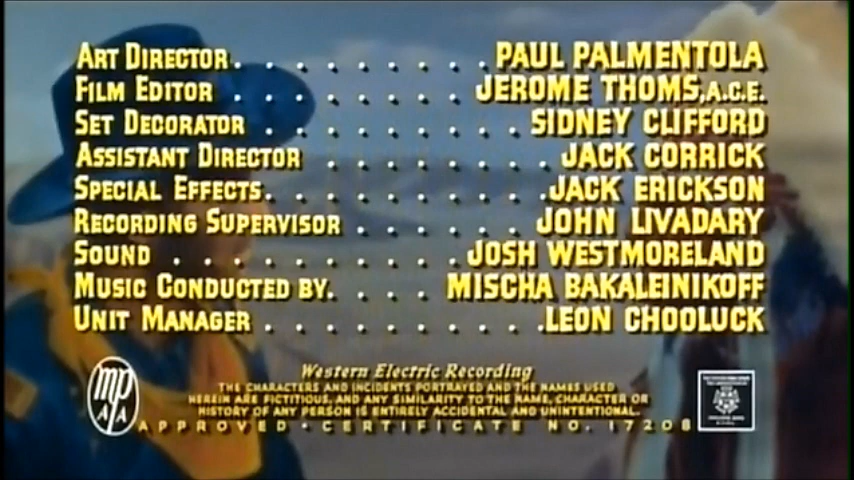 ART DIRECTOR. . . . . . . . . PAUL PALMENTOLA
FILM EDITOR . . . . . . . . JEROME THOMS, A.C.E.
SET DECORATOR . . . . . . . . . SIDNEY CLIFFORD
ASSISTANT DIRECTOR . . . . . . . . JACK CORRICK
SPECIAL EFFECTS. . . . . . . . . . JACK ERICKSON
RECORDING SUPERVISOR . . . . . . JOHN LIVADARY
SOUND . . . . . . . . . . JOSH WESTMORELAND
MUSIC CONDUCTED BY. . . . MISCHA BAKALEINIKOFF
UNIT MANAGER . . . . . . . . . . LEON CHOOLUCK
Western Electric Recording
THE CHARACTERS AND INCIDENTS PORTRAYED AND THE NAMES USED
HEREIN ARE FICTITIOUS, AND ANY SIMILARITY TO THE NAME, CHARACTER OR
HISTORY OF ANY PERSON IS ENTIRELY ACCIDENTAL AND UNINTENTIONAL.
APPROVED · CERTIFICATE NO. 17208
MPAA